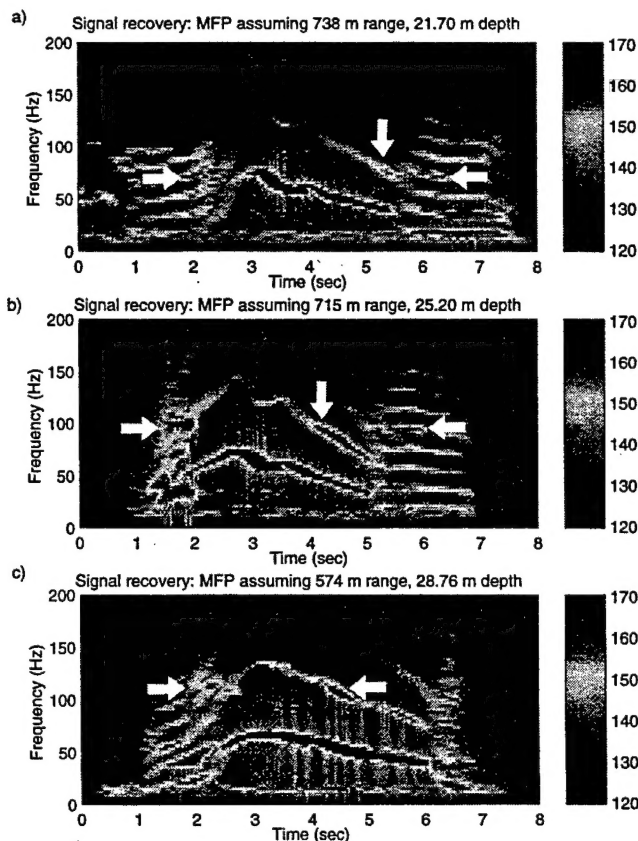 a)
Signal recovery: MFP assuming 738 m range, 21.70 m depth
Frequency (Hz)
200
150
100
50
0
0 1 2 3 4 5 6 7 8
Time (sec)
170
160
150
140
130
120
b)
Signal recovery: MFP assuming 715 m range, 25.20 m depth
Frequency (Hz)
200
150
100
50
0
0 1 2 3 4 5 6 7 8
Time (sec)
170
160
150
140
130
120
c)
Signal recovery: MFP assuming 574 m range, 28.76 m depth
Frequency (Hz)
200
150
100
50
0
0 1 2 3 4 5 6 7 8
Time (sec)
170
160
150
140
130
120